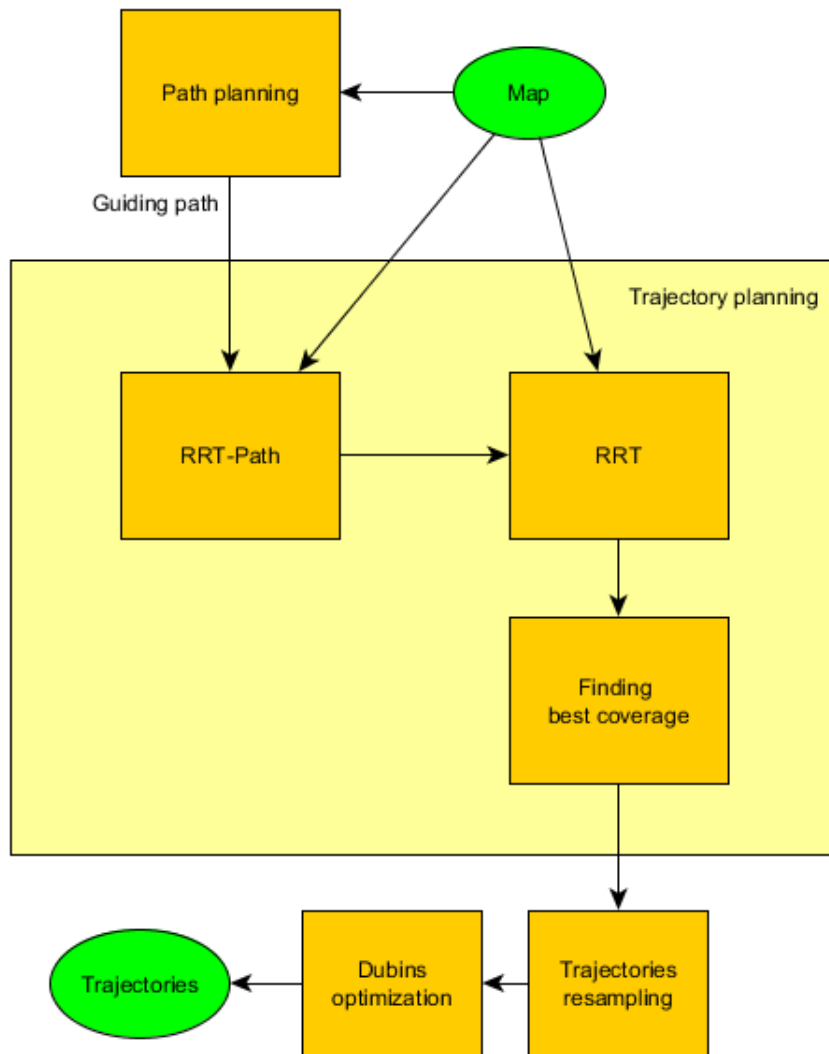 Path planning
Map
Guiding path
Trajectory planning
RRT-Path
RRT
Finding
best coverage
Trajectories
Dubins
optimization
Trajectories
resampling